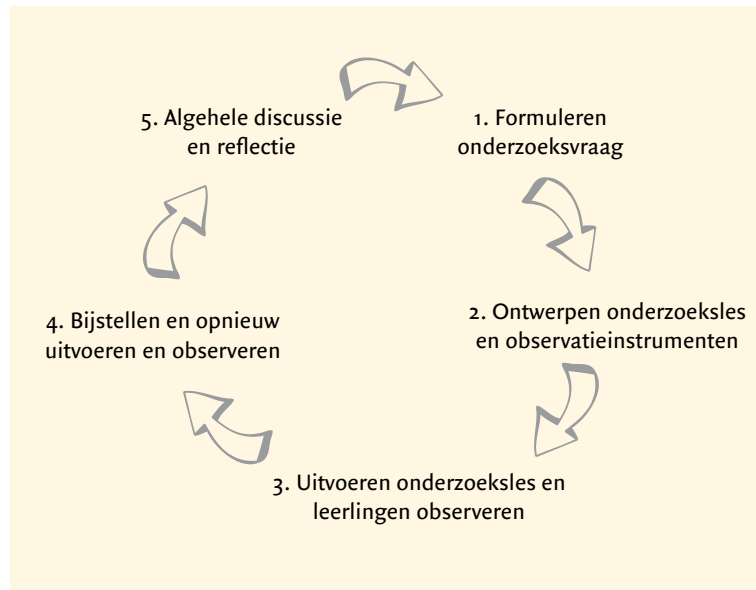 1. Formuleren
onderzoeksvraag
2. Ontwerpen onderzoeksles
en observatieinstrumenten
3. Uitvoeren onderzoeksles en
leerlingen observeren
4. Bijstellen en opnieuw
uitvoeren en observeren
5. Algehele discussie
en reflectie